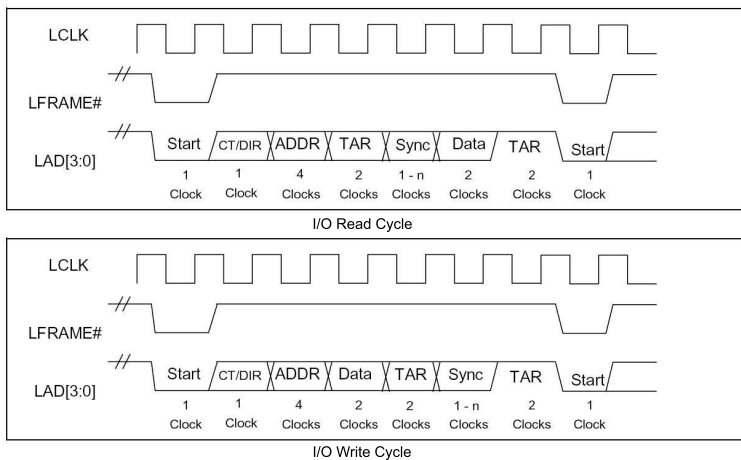 LCLK
LFRAME#
LAD[3:0]
Start CT/DIR ADDR TAR Sync Data TAR Start
1 1 4 2 1 - n 2 2 1
Clock Clock Clocks Clocks Clocks Clocks Clocks Clock
I/O Read Cycle
LCLK
LFRAME#
LAD[3:0]
Start CT/DIR ADDR Data TAR Sync TAR Start
1 1 4 2 2 1 - n 2 1
Clock Clock Clocks Clocks Clocks Clocks Clocks Clock
I/O Write Cycle